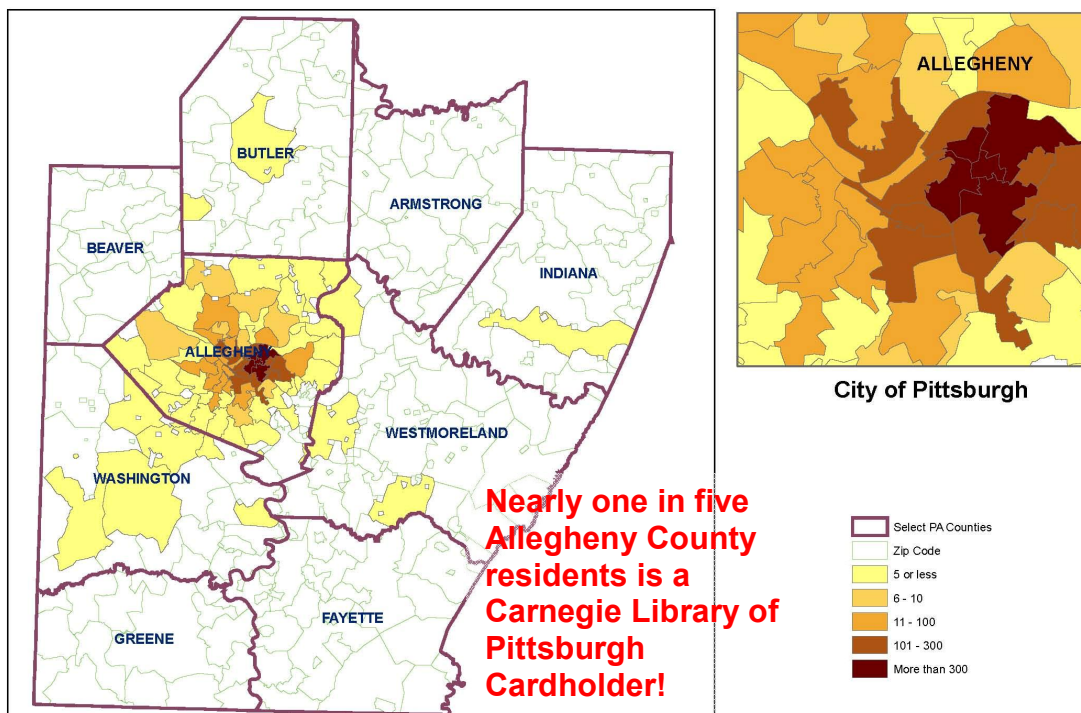 ALLEGHENY
BUTLER
ARMSTRONG
BEAVER
INDIANA
ALLEGHENY
City of Pittsburgh
WESTMORELAND
WASHINGTON
Nearly one in five
Allegheny County
residents is a
Carnegie Library of
Pittsburgh
Cardholder!
FAYETTE
GREENE
Select PA Counties
Zip Code
5 or less
6 - 10
11 - 100
101 - 300
More than 300